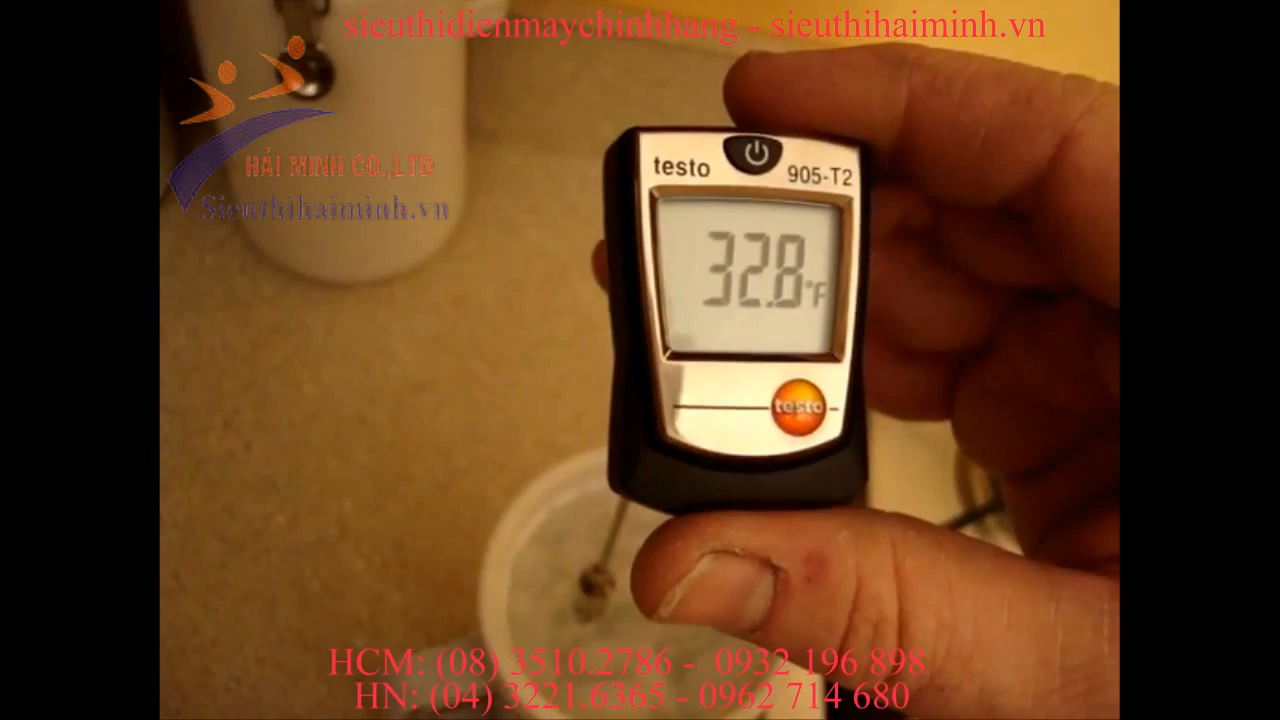 sieuthidienmaychinhhang - sieuthihaiminh.vn
HẢI MINH CO.,LTD
Sieuthihaiminh.vn
testo
905-T2
32.8°F
testo
HCM: (08) 3510.2786 - 0932 196 898
HN: (04) 3221.6365 - 0962 714 680